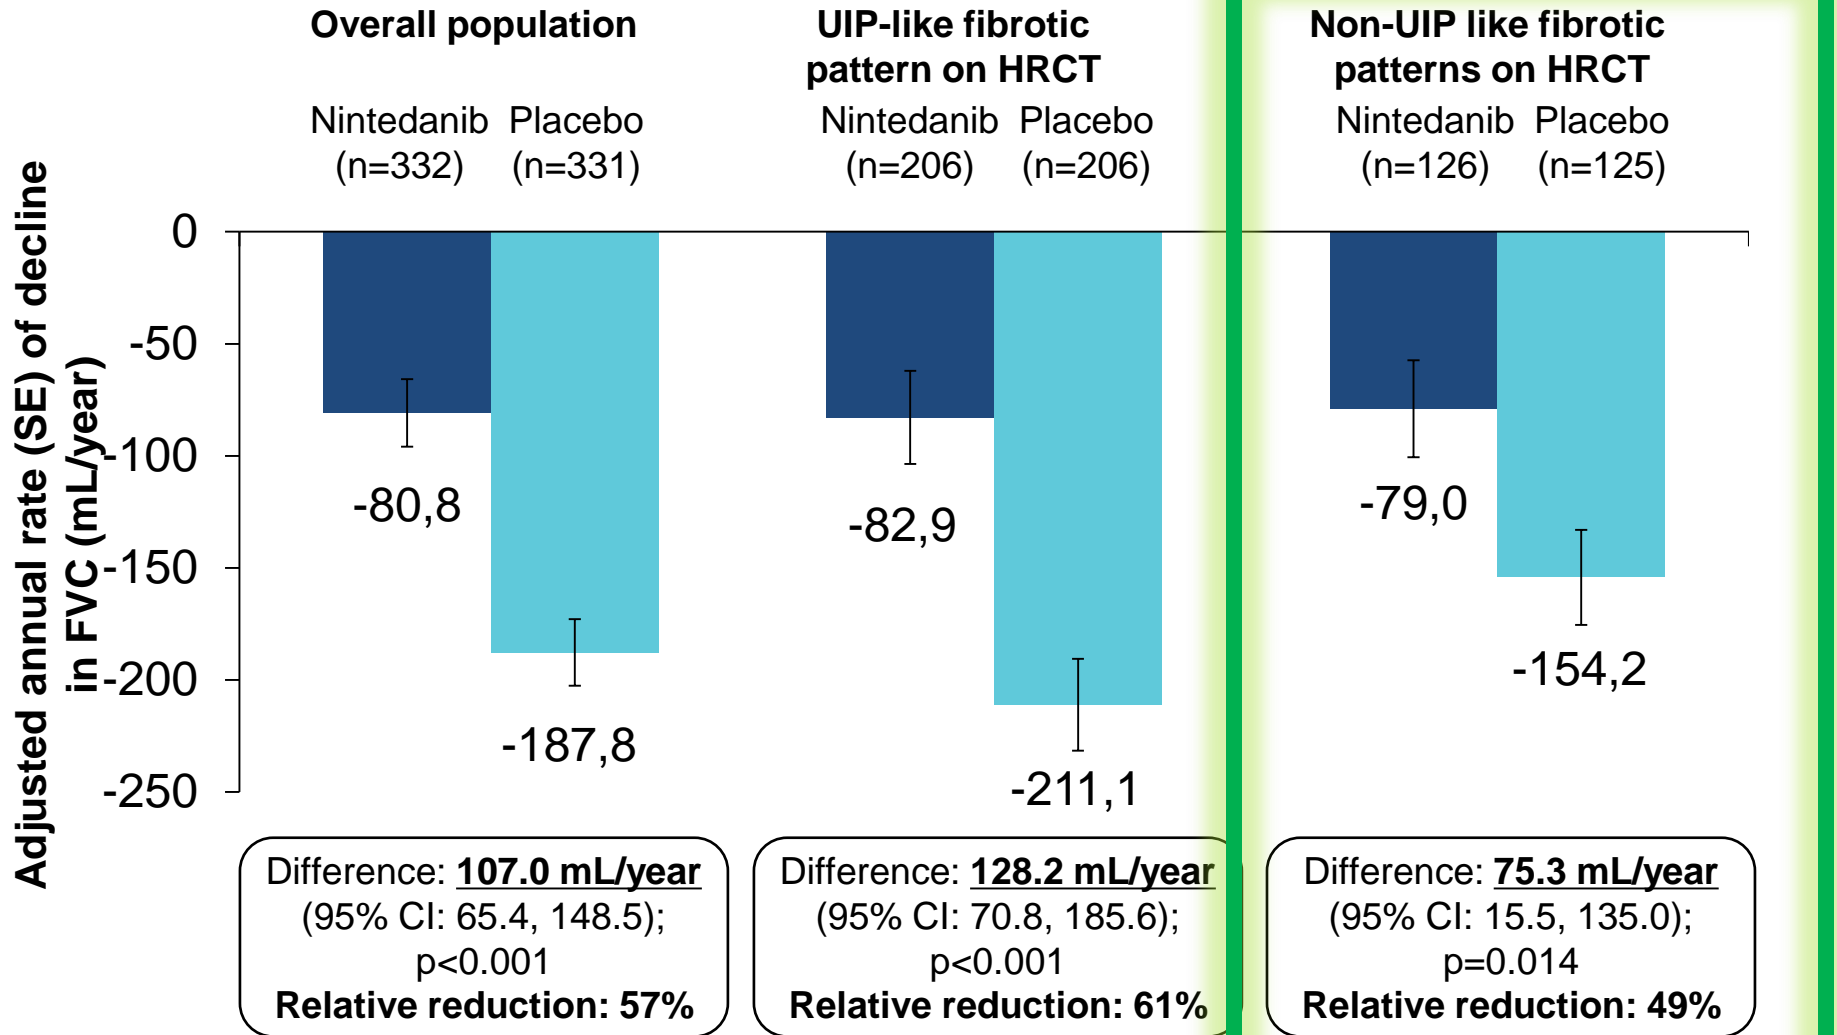 Overall population
UIP-like fibrotic
pattern on HRCT
Non-UIP like fibrotic
patterns on HRCT
Nintedanib Placebo
(n=332) (n=331)
Nintedanib Placebo
(n=206) (n=206)
Nintedanib Placebo
(n=126) (n=125)
Adjusted annual rate (SE) of decline
in FVC (mL/year)
0
-50
-100
-150
-200
-250
-80,8
-187,8
-82,9
-211,1
-79,0
-154,2
Difference: 107.0 mL/year
(95% CI: 65.4, 148.5);
p<0.001
Relative reduction: 57%
Difference: 128.2 mL/year
(95% CI: 70.8, 185.6);
p<0.001
Relative reduction: 61%
Difference: 75.3 mL/year
(95% CI: 15.5, 135.0);
p=0.014
Relative reduction: 49%